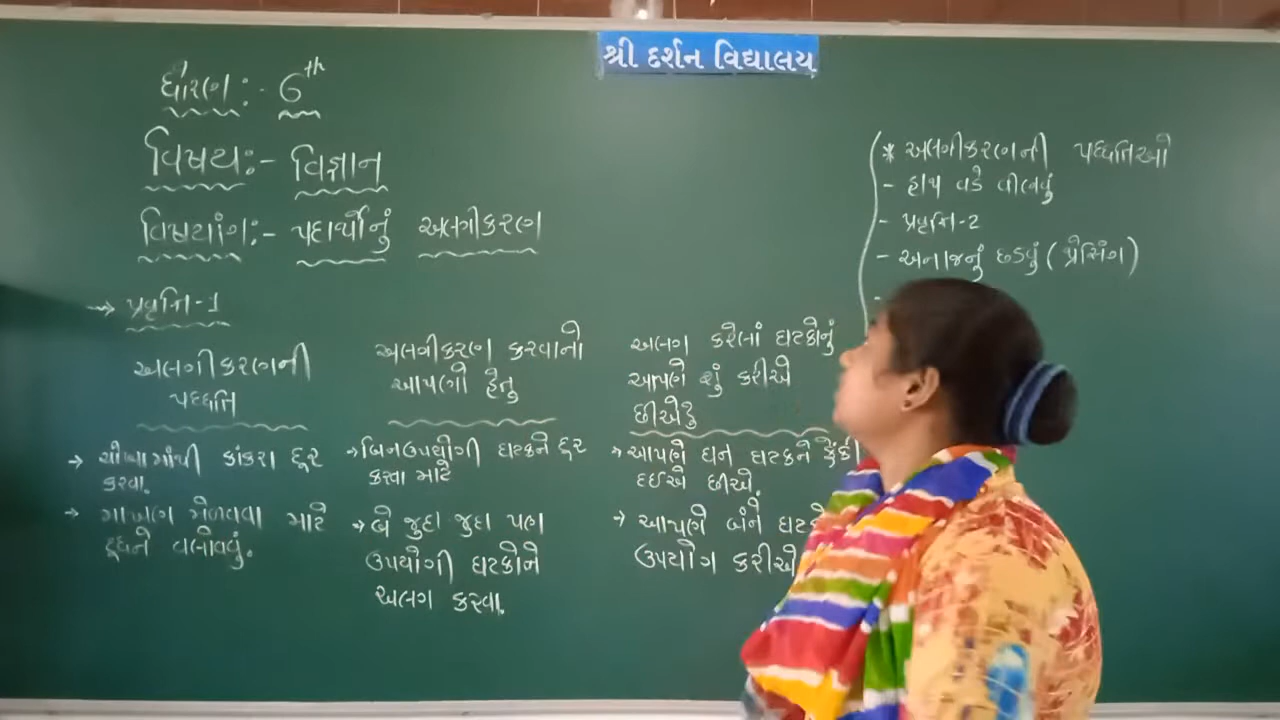 શ્રી દર્શન વિદ્યાલય
ધોરણ:- 6th
વિષય:- વિજ્ઞાન
વિષયાંગ:- પદાર્થોનું અલગીકરણ
→ પ્રવૃત્તિ-1
અલગીકરણની
પદ્ધતિ
→ ચોખામાંથી કાંકરા દૂર
કરવા.
→ માખણ મેળવવા માટે
દૂધને વલોવવું.
અલગીકરણ કરવાનો
આપણો હેતુ
→ બિનઉપયોગી ઘટકને દૂર
કરવા માટે
→ બે જુદા જુદા પણ
ઉપયોગી ઘટકોને
અલગ કરવા.
અલગ કરેલાં ઘટકોનું
આપણે શું કરીએ
છીએ?
→ આપણે ઘન ઘટકને ફેંકી
દઈએ છીએ.
→ આપણે બંને
ઉપયોગ કરીએ
* અલગીકરણની પદ્ધતિઓ
- હાથ વડે વીણવું
- પ્રવૃત્તિ-2
- અનાજનું છડવું (થ્રેસિંગ)